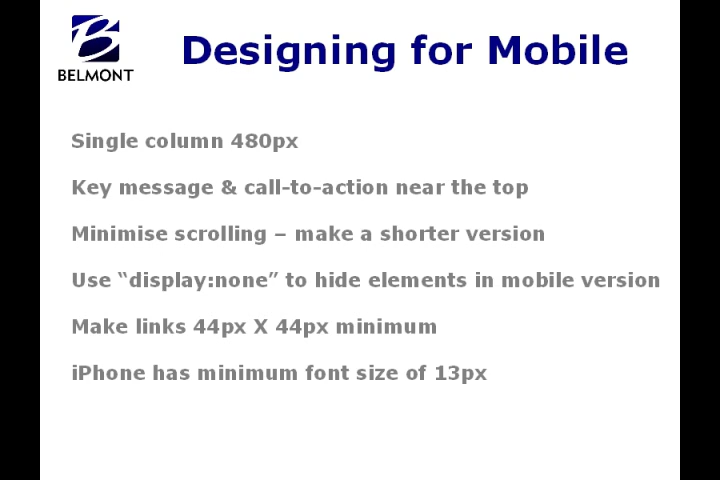 BELMONT
Designing for Mobile
Single column 480px
Key message & call-to-action near the top
Minimise scrolling – make a shorter version
Use “display:none” to hide elements in mobile version
Make links 44px X 44px minimum
iPhone has minimum font size of 13px